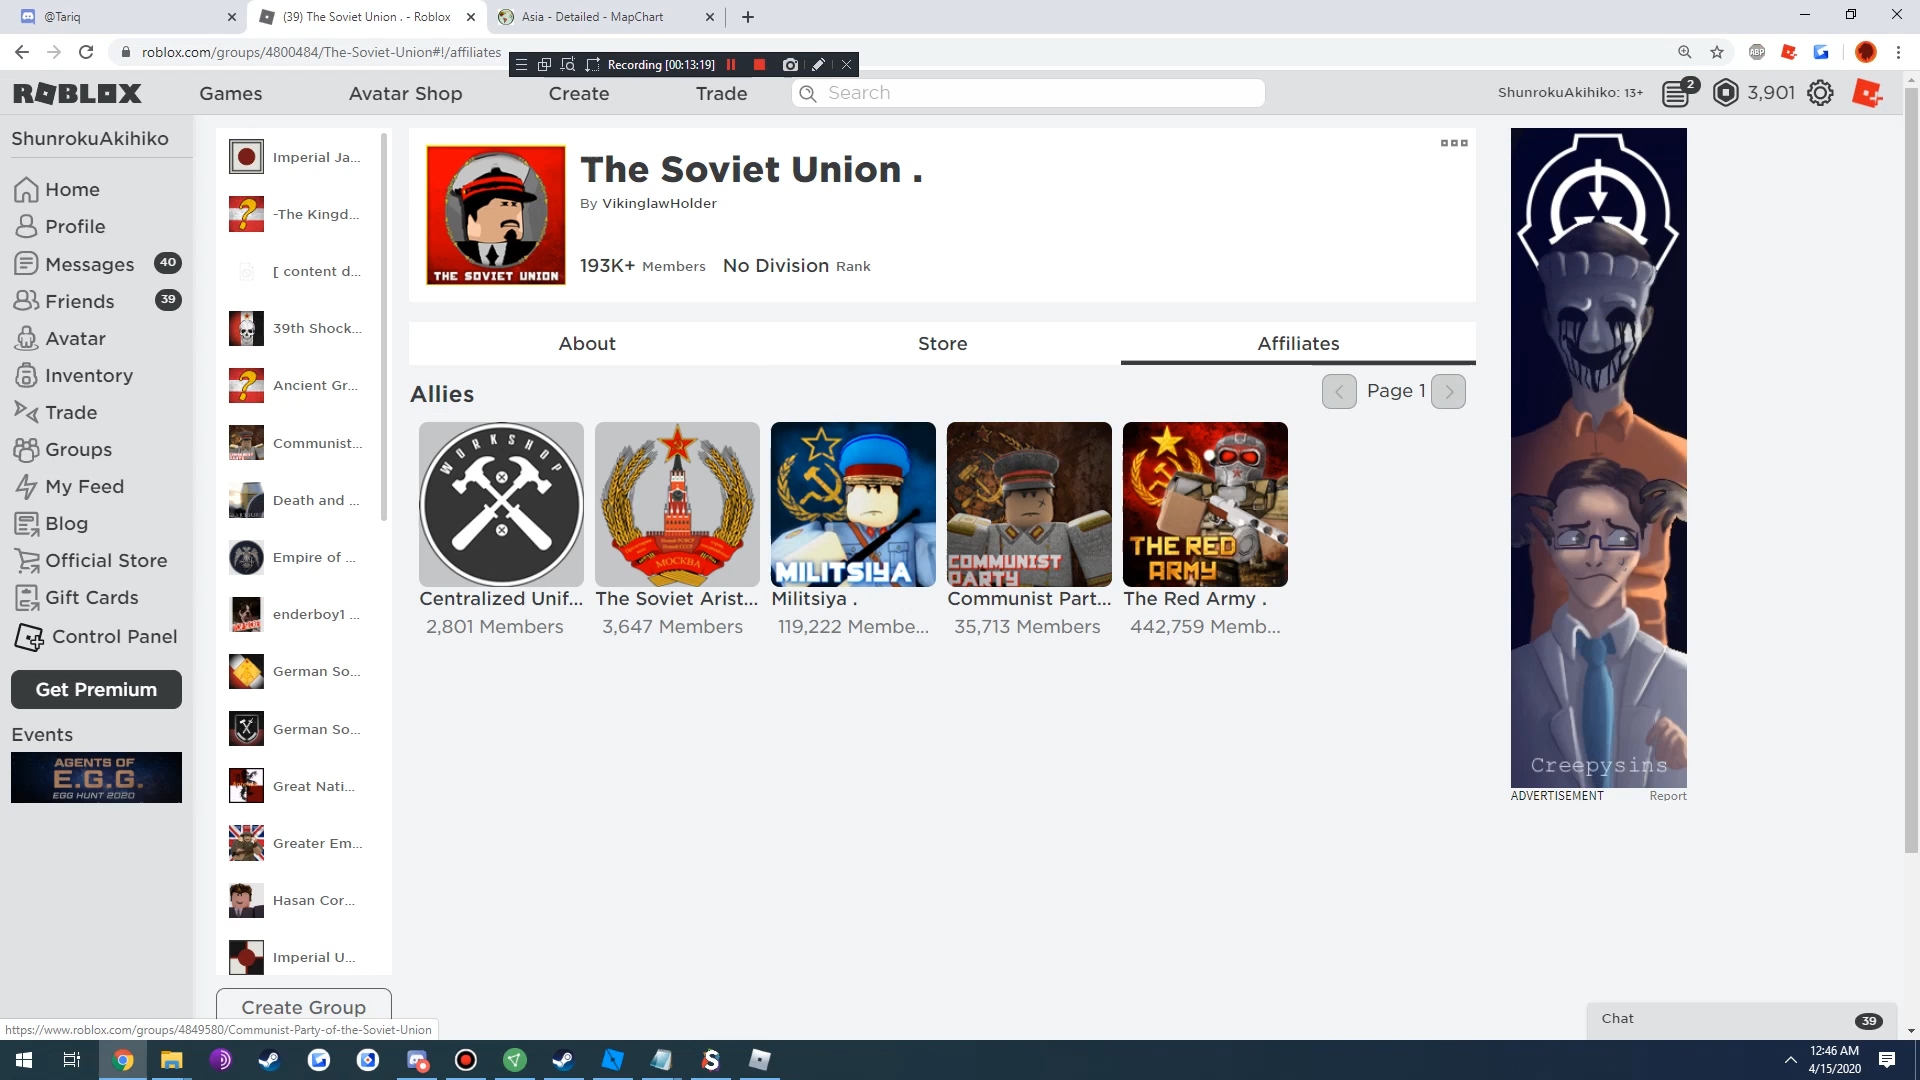 @Tariq
(39) The Soviet Union . - Roblox
Asia - Detailed - MapChart
roblox.com/groups/4800484/The-Soviet-Union#!/affiliates
ABP
Recording [00:13:19]
ROBLOX
Games
Avatar Shop
Create
Trade
Search
ShunrokuAkihiko: 13+
2
3,901
ShunrokuAkihiko
Home
Profile
Messages
40
Friends
39
Avatar
Inventory
Trade
Groups
My Feed
Blog
Official Store
Gift Cards
Control Panel
Get Premium
Events
AGENTS OF
E.G.G.
EGG HUNT 2020
Imperial Ja...
-The Kingd...
[ content d...
39th Shock...
Ancient Gr...
Communist...
Death and ...
Empire of ...
enderboy1 ...
German So...
German So...
Great Nati...
Greater Em...
Hasan Cor...
Imperial U...
Create Group
THE SOVIET UNION
The Soviet Union .
By VikinglawHolder
193K+ Members
No Division Rank
About
Store
Affiliates
Allies
Page 1
WORKSHOP
МОСКВА
MILITSIYA
COMMUNIST
PARTY
THE RED
ARMY
Centralized Unif...
The Soviet Arist...
Militsiya .
Communist Part...
The Red Army .
2,801 Members
3,647 Members
119,222 Membe...
35,713 Members
442,759 Memb...
Creepysins
ADVERTISEMENT
Report
Chat
39
https://www.roblox.com/groups/4849580/Communist-Party-of-the-Soviet-Union
12:46 AM
4/15/2020